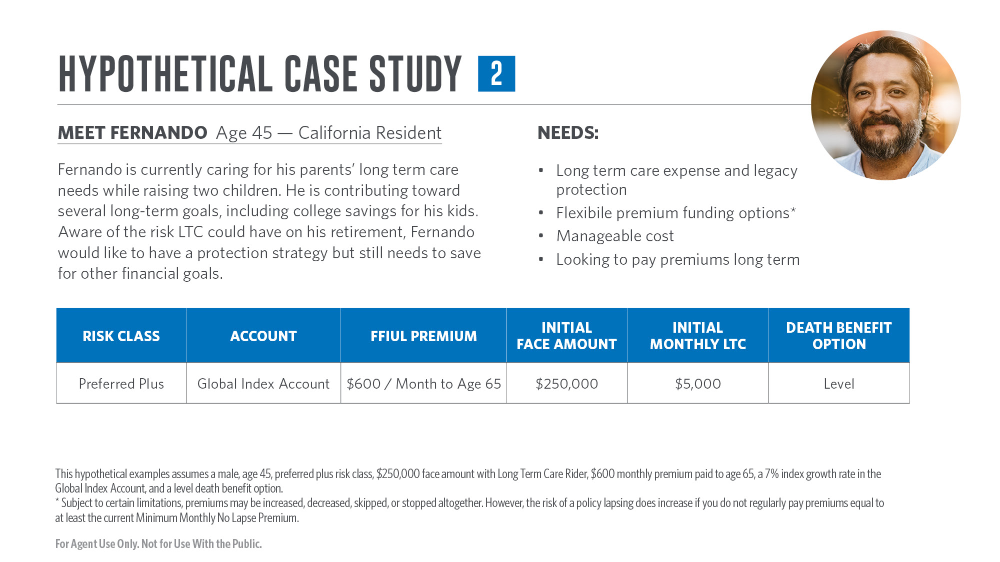 HYPOTHETICAL CASE STUDY 2
MEET FERNANDO Age 45 — California Resident
Fernando is currently caring for his parents’ long term care
needs while raising two children. He is contributing toward
several long-term goals, including college savings for his kids.
Aware of the risk LTC could have on his retirement, Fernando
would like to have a protection strategy but still needs to save
for other financial goals.
NEEDS:
• Long term care expense and legacy
protection
• Flexibile premium funding options*
• Manageable cost
• Looking to pay premiums long term
RISK CLASS
ACCOUNT
FFIUL PREMIUM
INITIAL
FACE AMOUNT
INITIAL
MONTHLY LTC
DEATH BENEFIT
OPTION
Preferred Plus
Global Index Account
$600 / Month to Age 65
$250,000
$5,000
Level
This hypothetical examples assumes a male, age 45, preferred plus risk class, $250,000 face amount with Long Term Care Rider, $600 monthly premium paid to age 65, a 7% index growth rate in the
Global Index Account, and a level death benefit option.
* Subject to certain limitations, premiums may be increased, decreased, skipped, or stopped altogether. However, the risk of a policy lapsing does increase if you do not regularly pay premiums equal to
at least the current Minimum Monthly No Lapse Premium.
For Agent Use Only. Not for Use With the Public.